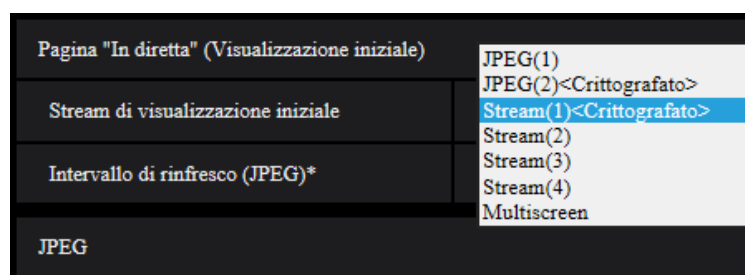 Pagina "In diretta" (Visualizzazione iniziale)
JPEG(1)
JPEG(2)<Crittografato>
Stream di visualizzazione iniziale
Stream(1)<Crittografato>
Stream(2)
Stream(3)
Intervallo di rinfresco (JPEG)*
Stream(4)
Multiscreen
JPEG